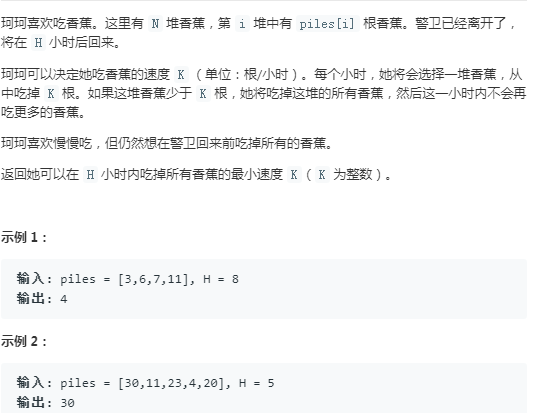 珂珂喜欢吃香蕉。这里有 N 堆香蕉，第 i 堆中有 piles[i] 根香蕉。警卫已经离开了，
将在 H 小时后回来。
珂珂可以决定她吃香蕉的速度 K （单位：根/小时）。每个小时，她将会选择一堆香蕉，从
中吃掉 K 根。如果这堆香蕉少于 K 根，她将吃掉这堆的所有香蕉，然后这一小时内不会再
吃更多的香蕉。
珂珂喜欢慢慢吃，但仍然想在警卫回来前吃掉所有的香蕉。
返回她可以在 H 小时内吃掉所有香蕉的最小速度 K（ K 为整数）。
示例 1：
输入: piles = [3,6,7,11], H = 8
输出: 4
示例 2：
输入: piles = [30,11,23,4,20], H = 5
输出: 30